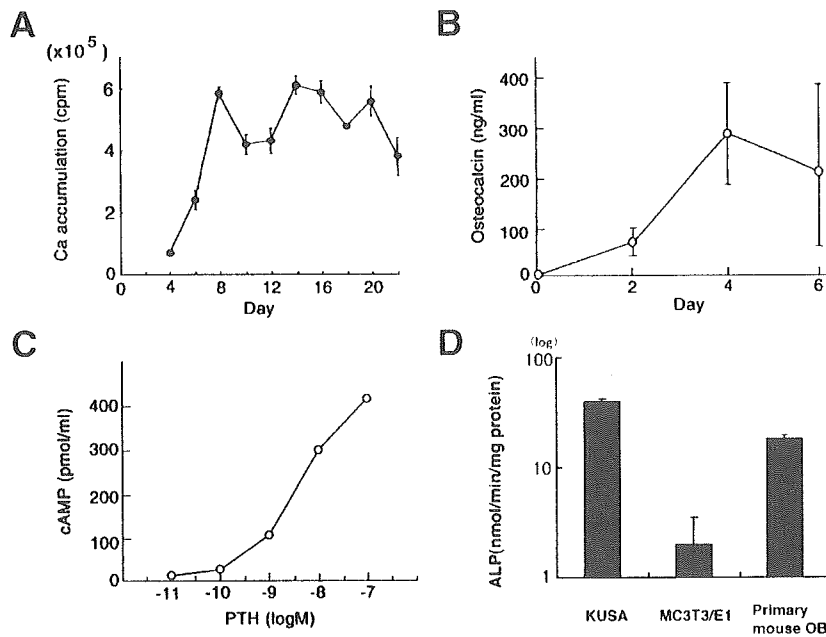 A
(x10⁵)
Ca accumulation (cpm)
6
4
2
0
0 4 8 12 16 20
Day
B
Osteocalcin (ng/ml)
400
300
200
100
0
0 2 4 6
Day
C
cAMP (pmol/ml)
400
300
200
100
0
-11 -10 -9 -8 -7
PTH (logM)
D
(log)
ALP(nmol/min/mg protein)
100
10
1
KUSA MC3T3/E1 Primary
mouse OB